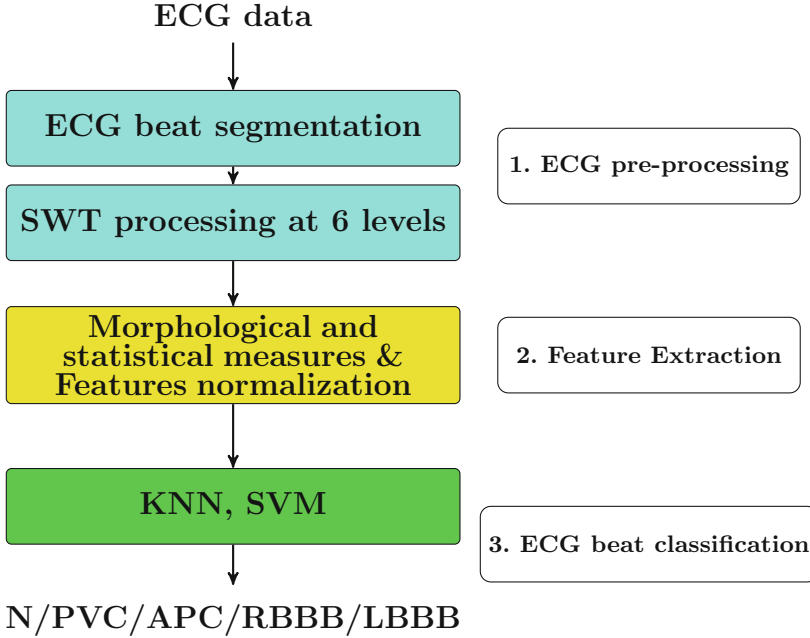 ECG data
ECG beat segmentation
1. ECG pre-processing
SWT processing at 6 levels
Morphological and
statistical measures &
Features normalization
2. Feature Extraction
KNN, SVM
3. ECG beat classification
N/PVC/APC/RBBB/LBBB